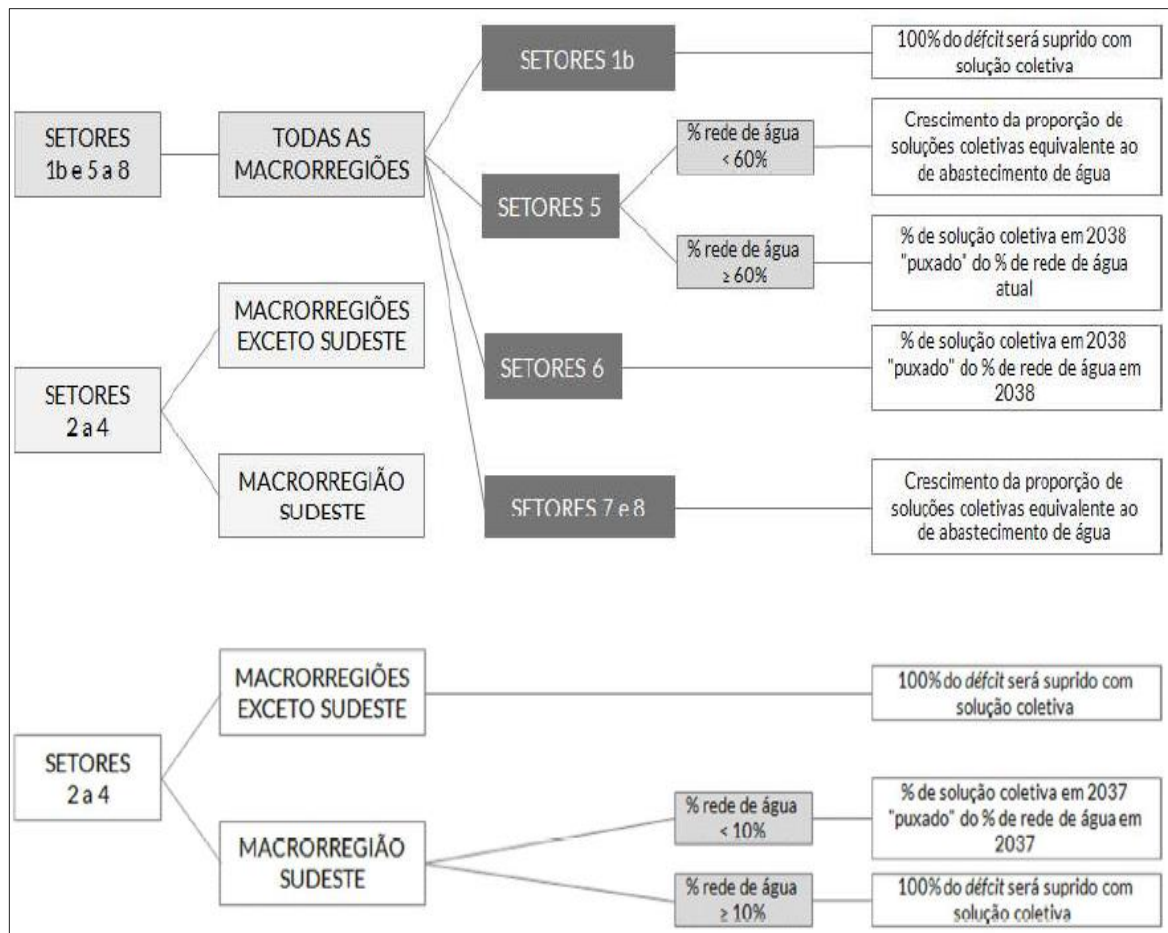 SETORES
1b e 5 a 8
TODAS AS
MACRORREGIÕES
SETORES 1b
100% do défcit será suprido com
solução coletiva
SETORES 5
% rede de água
< 60%
Crescimento da proporção de
soluções coletivas equivalente ao
de abastecimento de água
% rede de água
≥ 60%
% de solução coletiva em 2038
"puxado" do % de rede de água
atual
SETORES 6
% de solução coletiva em 2038
"puxado" do % de rede de água em
2038
SETORES 7 e 8
Crescimento da proporção de
soluções coletivas equivalente ao
de abastecimento de água
SETORES
2 a 4
MACRORREGIÕES
EXCETO SUDESTE
MACRORREGIÃO
SUDESTE
SETORES
2 a 4
MACRORREGIÕES
EXCETO SUDESTE
100% do défcit será suprido com
solução coletiva
MACRORREGIÃO
SUDESTE
% rede de água
< 10%
% de solução coletiva em 2037
"puxado" do % de rede de água em
2037
% rede de água
≥ 10%
100% do défcit será suprido com
solução coletiva